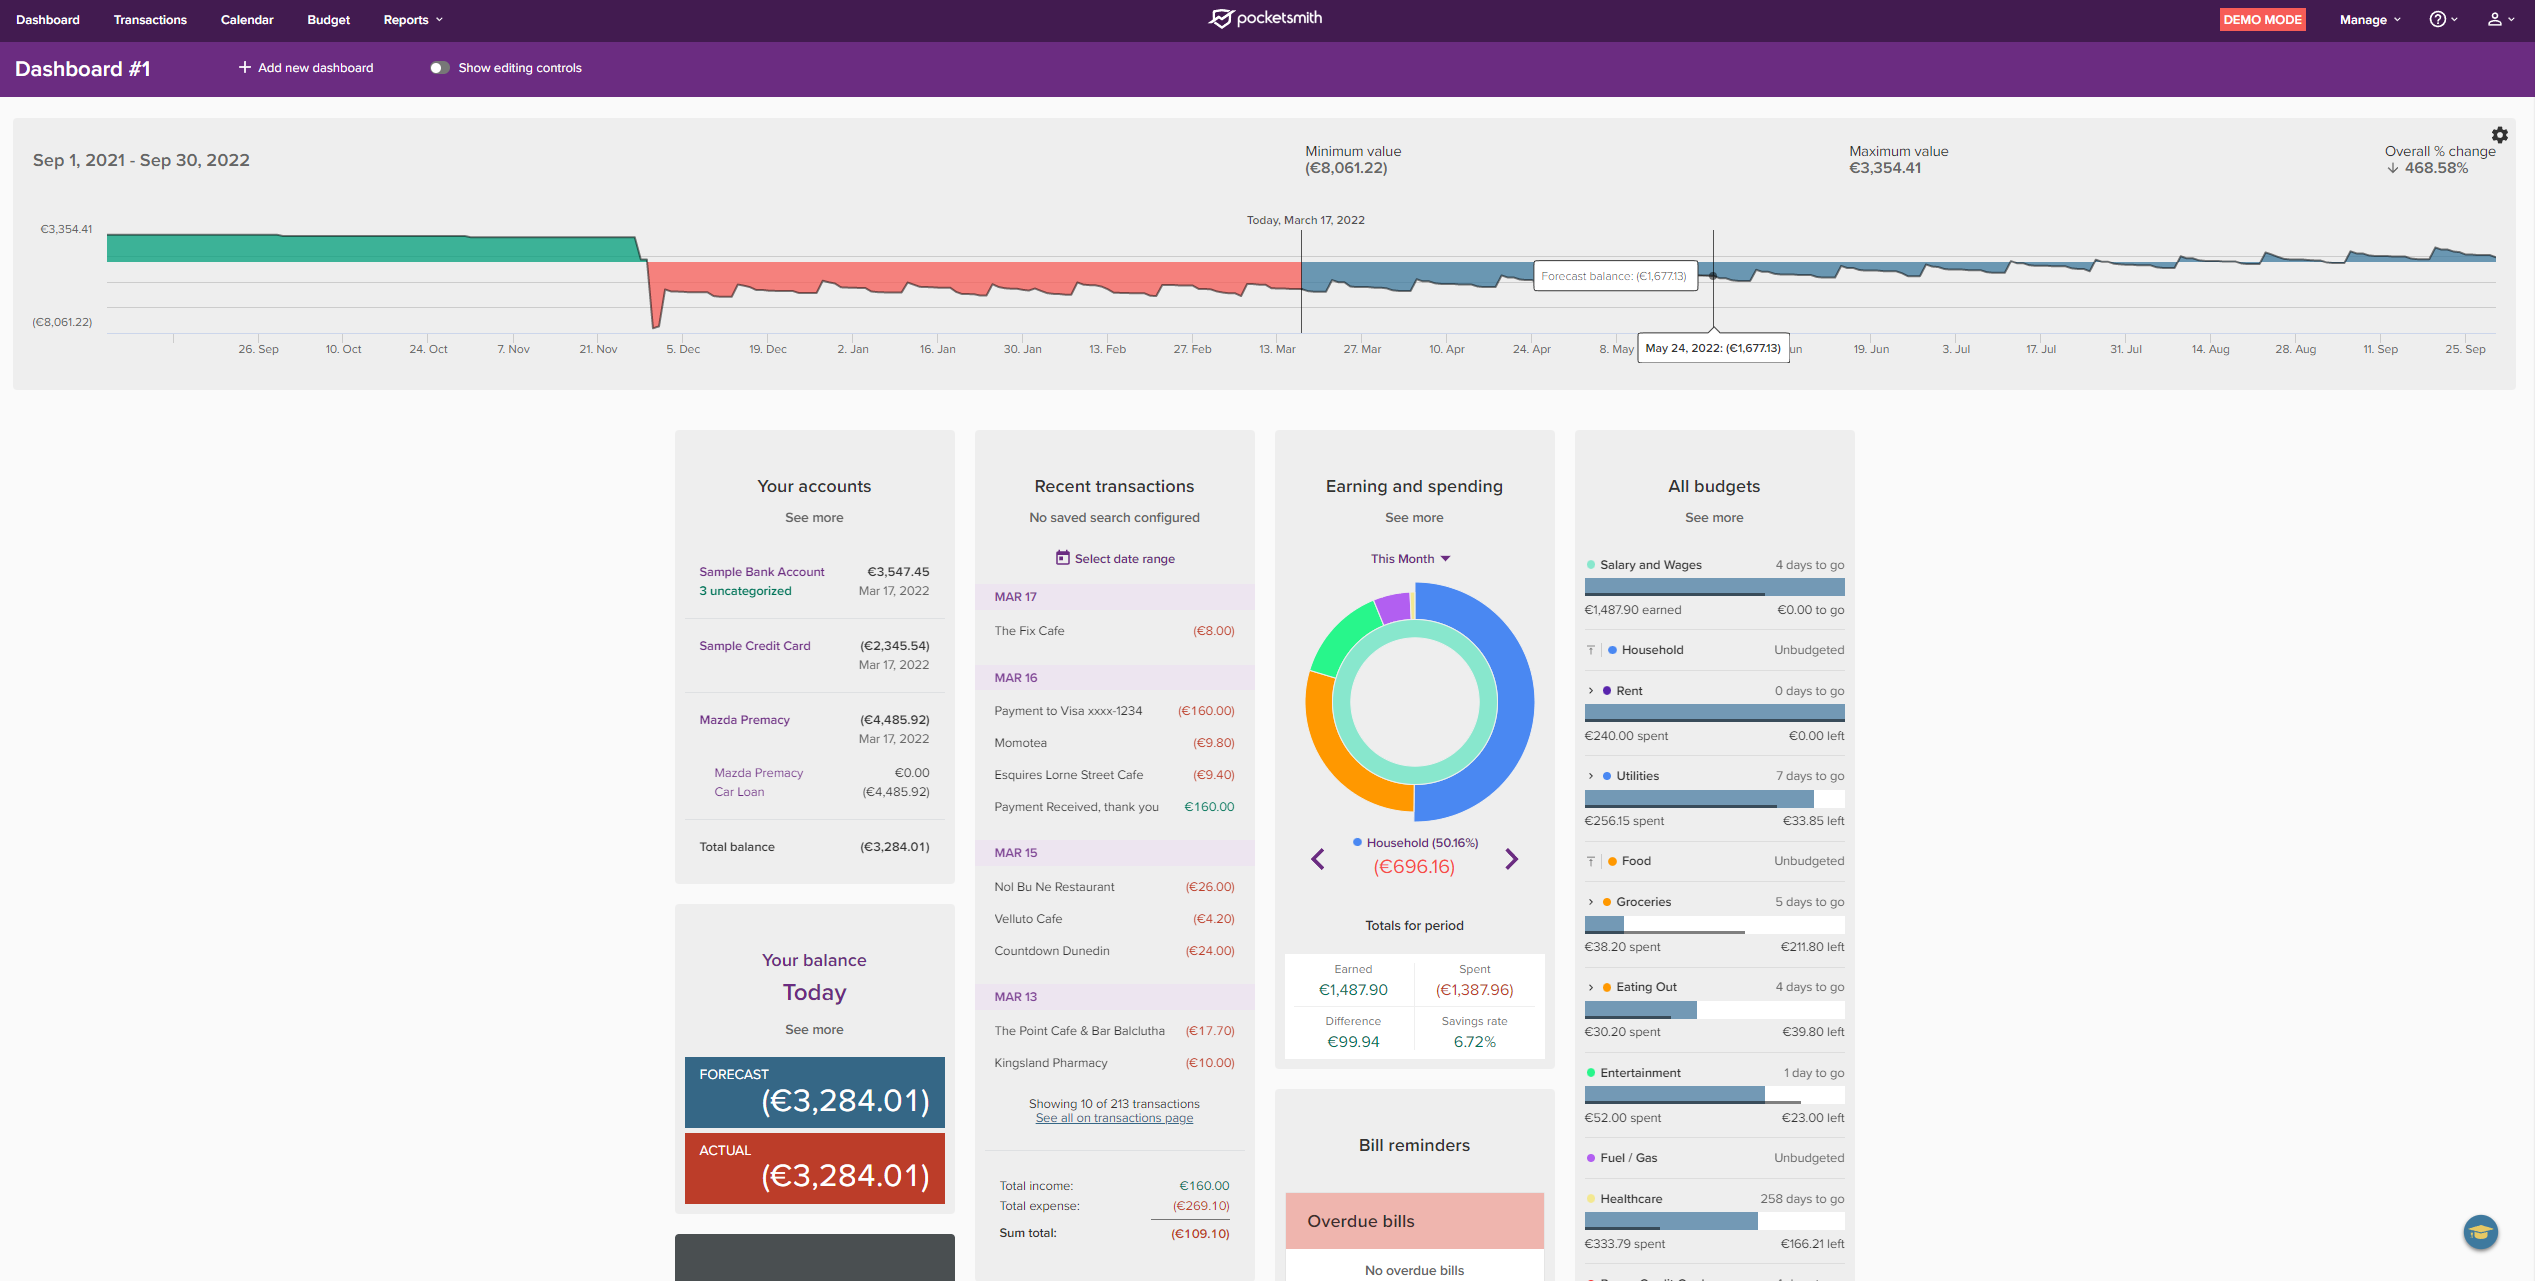 Dashboard
Transactions
Calendar
Budget
Reports
pocketsmith
DEMO MODE
Manage
Dashboard #1
Add new dashboard
Show editing controls
Sep 1, 2021 - Sep 30, 2022
Minimum value
(€8,061.22)
Maximum value
€3,354.41
Overall % change
468.58%
Today, March 17, 2022
€3,354.41
(€8,061.22)
Forecast balance: (€1,677.13)
26. Sep
10. Oct
24. Oct
7. Nov
21. Nov
5. Dec
19. Dec
2. Jan
16. Jan
30. Jan
13. Feb
27. Feb
13. Mar
27. Mar
10. Apr
24. Apr
8. May
May 24, 2022: (€1,677.13)
un
19. Jun
3. Jul
17. Jul
31. Jul
14. Aug
28. Aug
11. Sep
25. Sep
Your accounts
See more
Sample Bank Account €3,547.45
3 uncategorized Mar 17, 2022
Sample Credit Card (€2,345.54)
Mar 17, 2022
Mazda Premacy (€4,485.92)
Mar 17, 2022
Mazda Premacy €0.00
Car Loan (€4,485.92)
Total balance (€3,284.01)
Your balance
Today
See more
FORECAST
(€3,284.01)
ACTUAL
(€3,284.01)
Recent transactions
No saved search configured
Select date range
MAR 17
The Fix Cafe (€8.00)
MAR 16
Payment to Visa xxxx-1234 (€160.00)
Momotea (€9.80)
Esquires Lorne Street Cafe (€9.40)
Payment Received, thank you €160.00
MAR 15
Nol Bu Ne Restaurant (€26.00)
Velluto Cafe (€4.20)
Countdown Dunedin (€24.00)
MAR 13
The Point Cafe & Bar Balclutha (€17.70)
Kingsland Pharmacy (€10.00)
Showing 10 of 213 transactions
See all on transactions page
Total income: €160.00
Total expense: (€269.10)
Sum total: (€109.10)
Earning and spending
See more
This Month
Household (50.16%)
(€696.16)
Totals for period
Earned Spent
€1,487.90 (€1,387.96)
Difference Savings rate
€99.94 6.72%
Bill reminders
Overdue bills
No overdue bills
All budgets
See more
Salary and Wages 4 days to go
€1,487.90 earned €0.00 to go
Household Unbudgeted
Rent 0 days to go
€240.00 spent €0.00 left
Utilities 7 days to go
€256.15 spent €33.85 left
Food Unbudgeted
Groceries 5 days to go
€38.20 spent €211.80 left
Eating Out 4 days to go
€30.20 spent €39.80 left
Entertainment 1 day to go
€52.00 spent €23.00 left
Fuel / Gas Unbudgeted
Healthcare 258 days to go
€333.79 spent €166.21 left